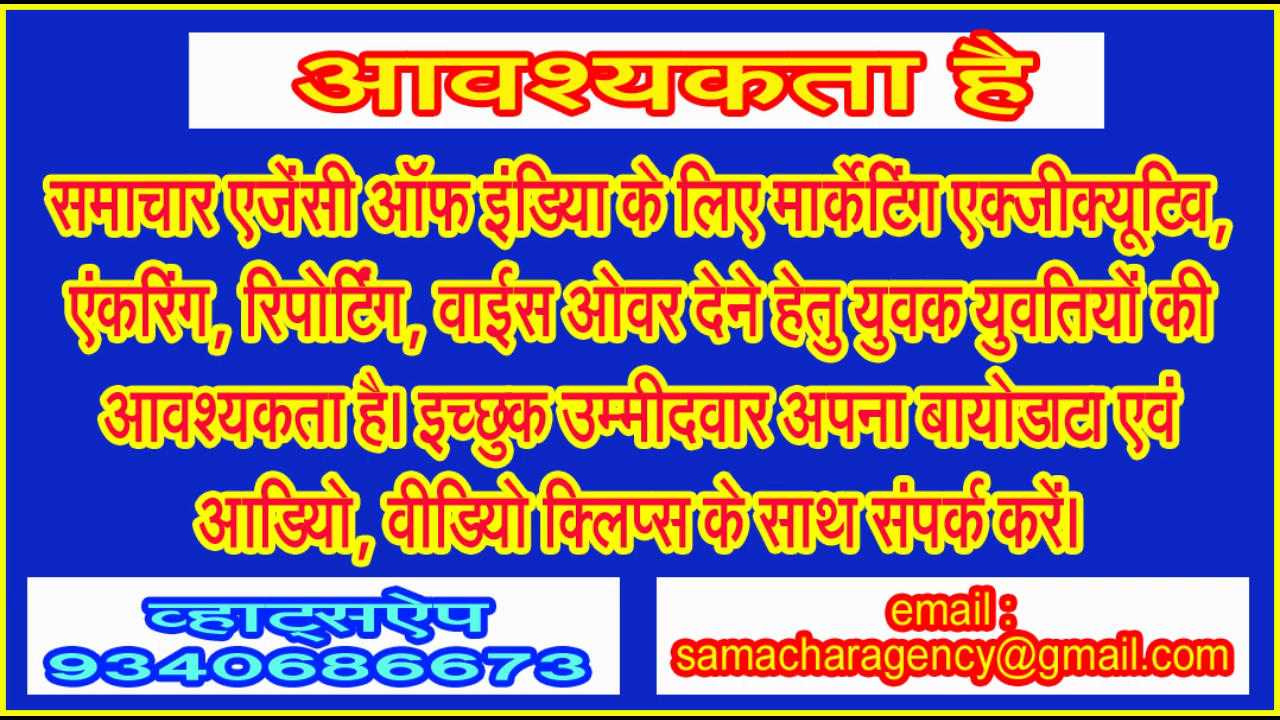 आवश्यकता है
समाचार एजेंसी ऑफ इंडिया के लिए मार्केटिंग एक्जीक्यूटिव,
एंकरिंग, रिपोर्टिंग, वाईस ओवर देने हेतु युवक युवतियों की
आवश्यकता है। इच्छुक उम्मीदवार अपना बायोडाटा एवं
आडियो, वीडियो क्लिप्स के साथ संपर्क करें।
व्हाट्सऐप
9340686673
email :
samacharagency@gmail.com